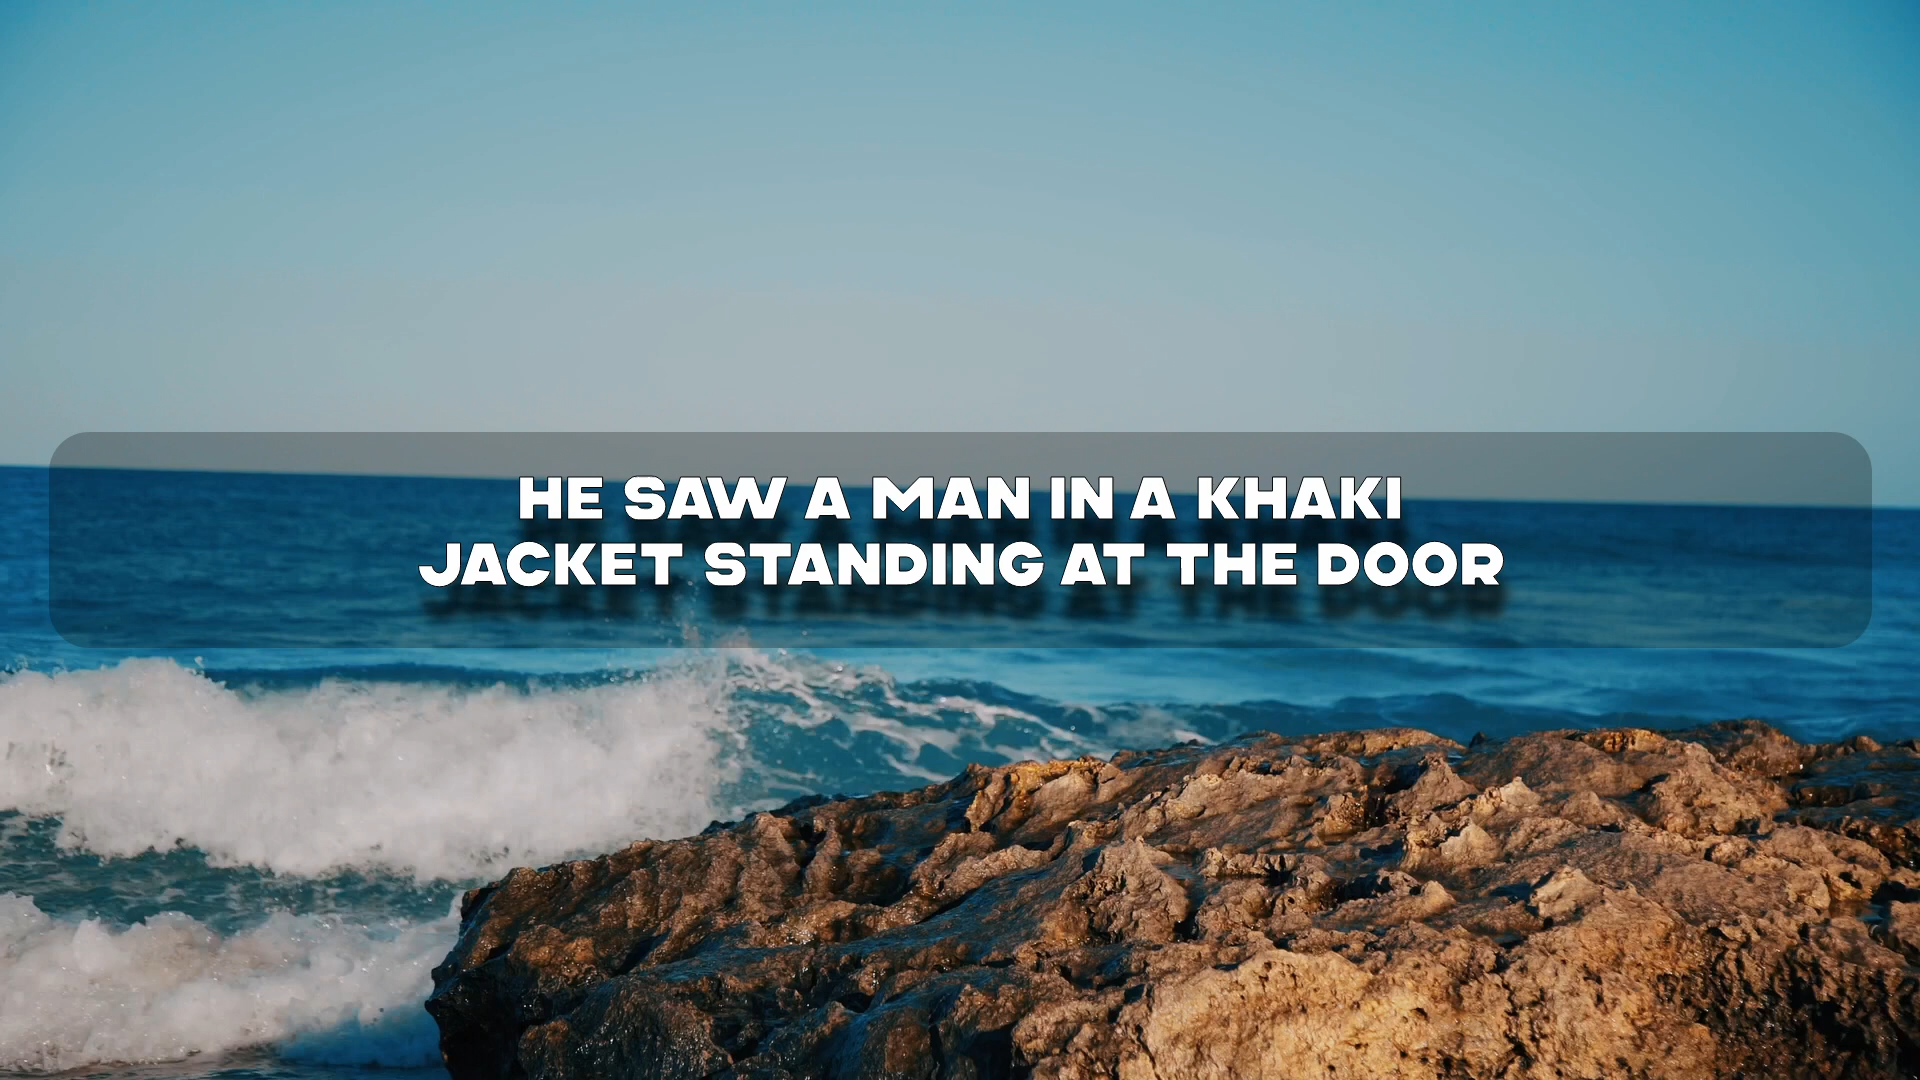 HE SAW A MAN IN A KHAKI
JACKET STANDING AT THE DOOR